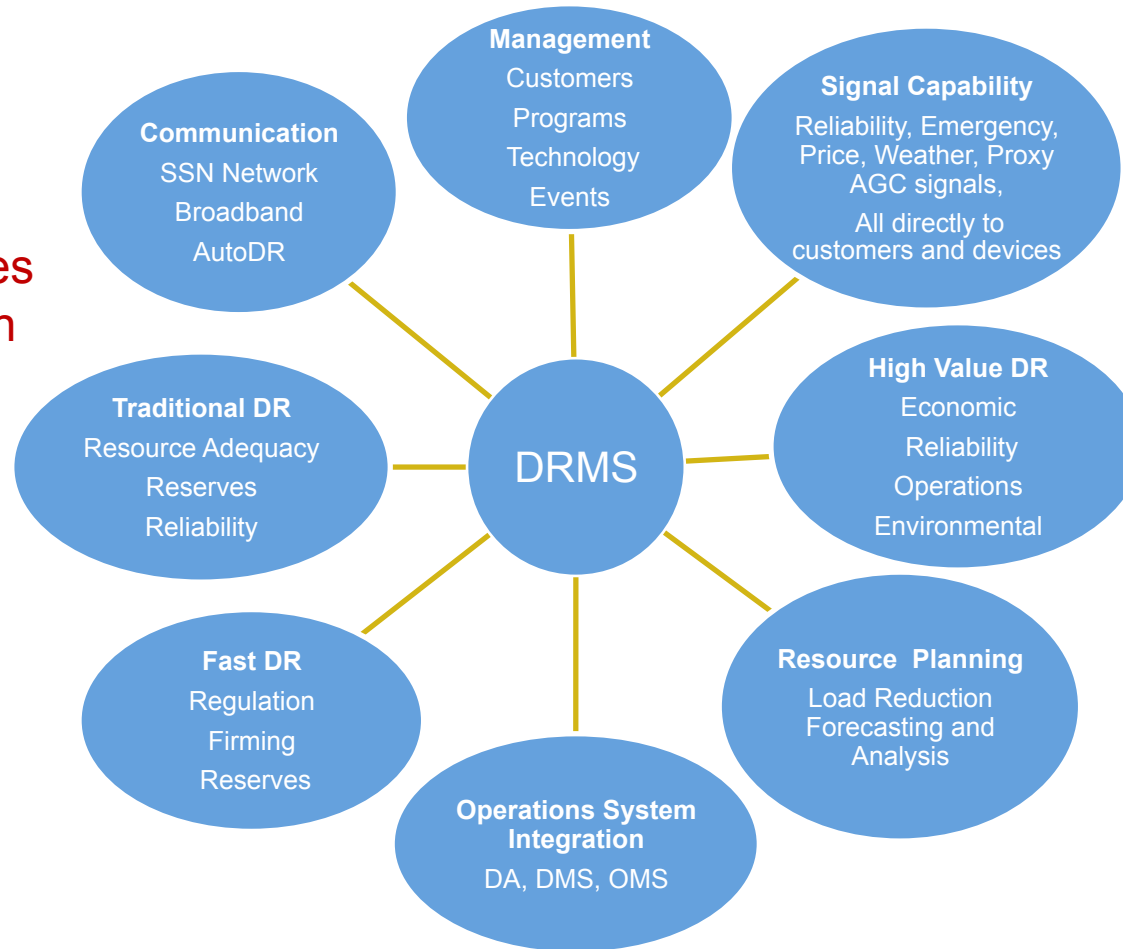 Management
Customers
Programs
Technology
Events
Signal Capability
Reliability, Emergency,
Price, Weather, Proxy
AGC signals,
All directly to
customers and devices
Communication
SSN Network
Broadband
AutoDR
High Value DR
Economic
Reliability
Operations
Environmental
Traditional DR
Resource Adequacy
Reserves
Reliability
DRMS
Fast DR
Regulation
Firming
Reserves
Resource Planning
Load Reduction
Forecasting and
Analysis
Operations System
Integration
DA, DMS, OMS